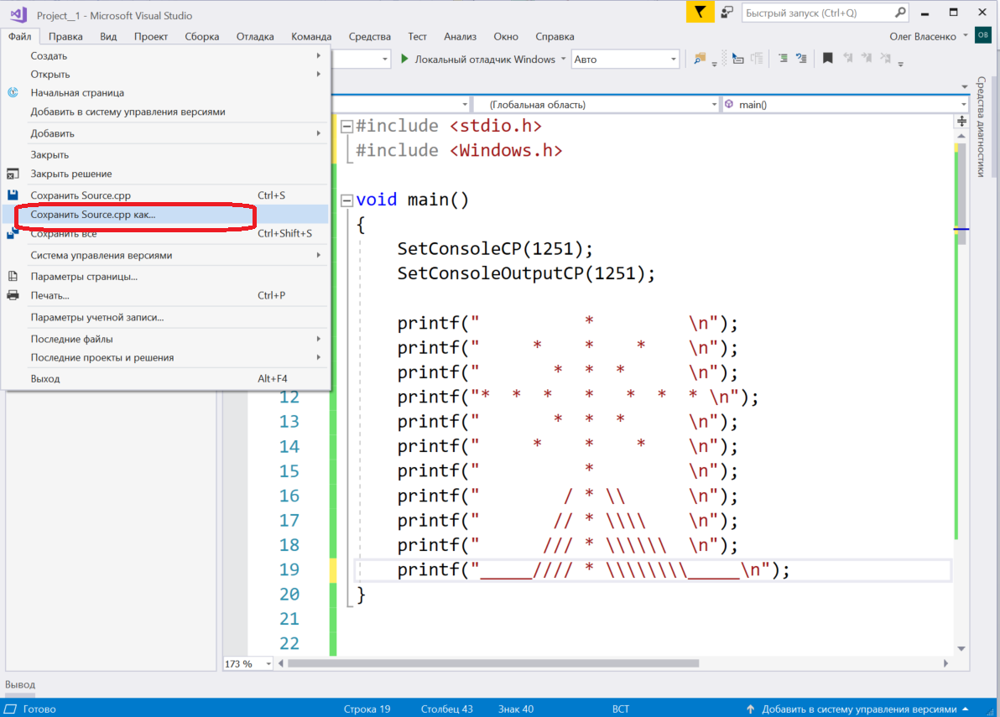 Project__1 - Microsoft Visual Studio
Быстрый запуск (Ctrl+Q)
Файл Правка Вид Проект Сборка Отладка Команда Средства Тест Анализ Окно Справка Олег Власенко ОВ
Локальный отладчик Windows Авто
Создать
Открыть
Начальная страница
Добавить в систему управления версиями
Добавить
Закрыть
Закрыть решение
Сохранить Source.cpp Ctrl+S
Сохранить Source.cpp как...
Сохранить все Ctrl+Shift+S
Система управления версиями
Параметры страницы...
Печать... Ctrl+P
Параметры учетной записи...
Последние файлы
Последние проекты и решения
Выход Alt+F4
(Глобальная область) main()
Средства диагностики
#include <stdio.h>
#include <Windows.h>
void main()
{
SetConsoleCP(1251);
SetConsoleOutputCP(1251);
printf("          *         \n");
printf("     *    *    *    \n");
printf("       *  *  *      \n");
12 printf("*  *  *   *   *  *  * \n");
13 printf("       *  *  *      \n");
14 printf("     *    *    *    \n");
15 printf("          *         \n");
16 printf("        / * \\      \n");
17 printf("       // * \\\\    \n");
18 printf("      /// * \\\\\\  \n");
19 printf("_____//// * \\\\\\\\_____\n");
20 }
21
22
173 %
Вывод
Готово Строка 19 Столбец 43 Знак 40 ВСТ Добавить в систему управления версиями